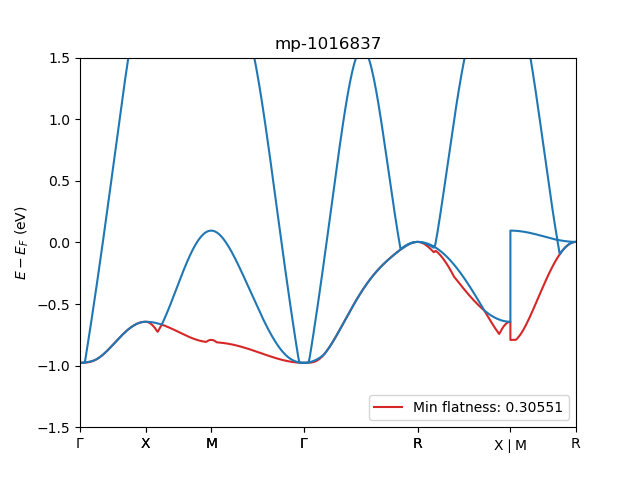 mp-1016837
E − E_F (eV)
1.5
1.0
0.5
0.0
−0.5
−1.0
−1.5
Min flatness: 0.30551
Γ X M Γ R X | M R